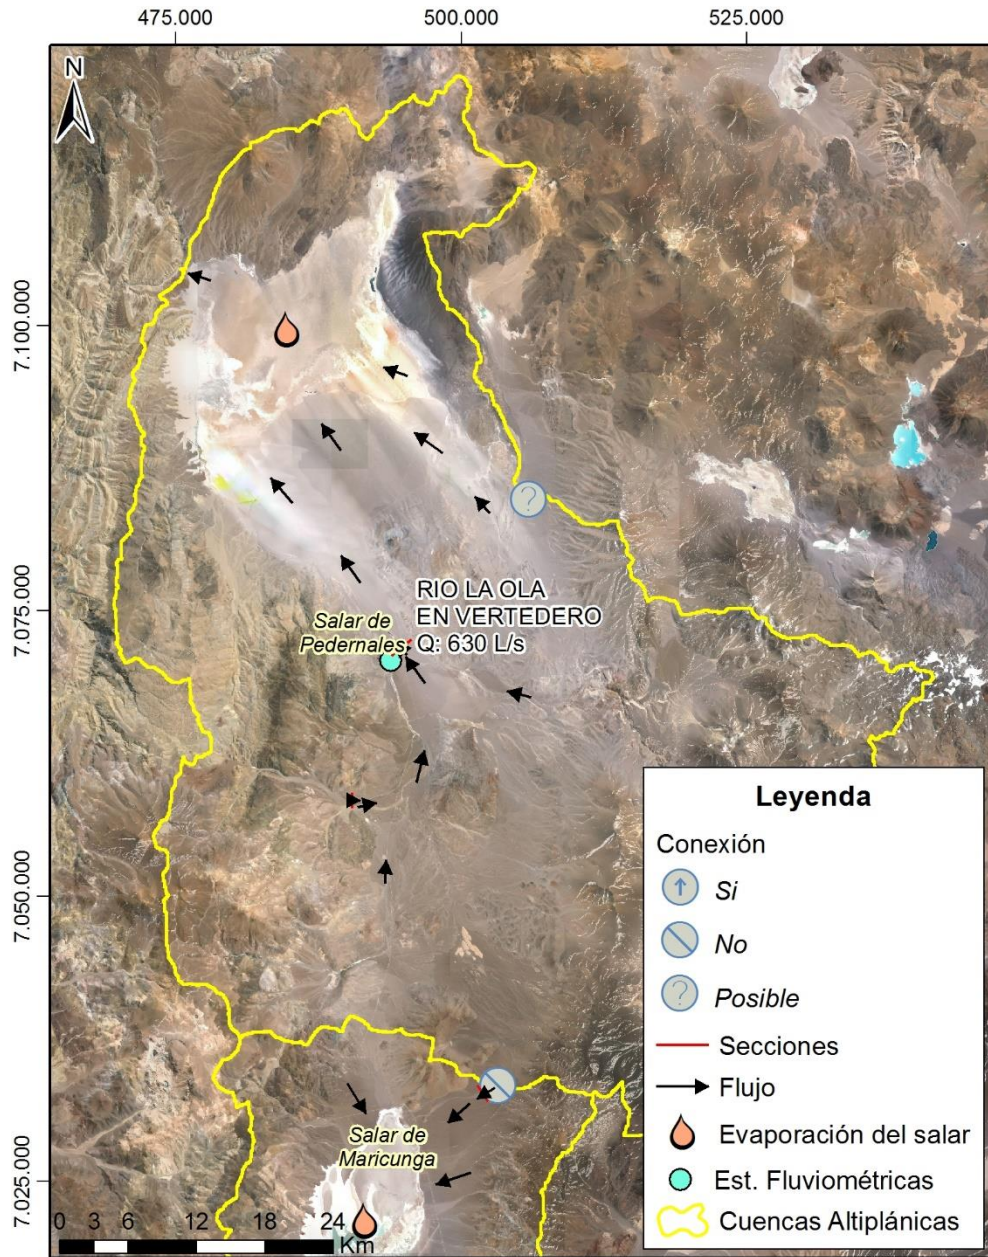 475.000
500.000
525.000
N
7.100.000
7.075.000
7.050.000
7.025.000
?
RIO LA OLA
EN VERTEDERO
Q: 630 L/s
Salar de
Pedernales
Salar de
Maricunga
0 3 6 12 18 24
Km
Leyenda
Conexión
Si
No
? Posible
Secciones
Flujo
Evaporación del salar
Est. Fluviométricas
Cuencas Altiplánicas